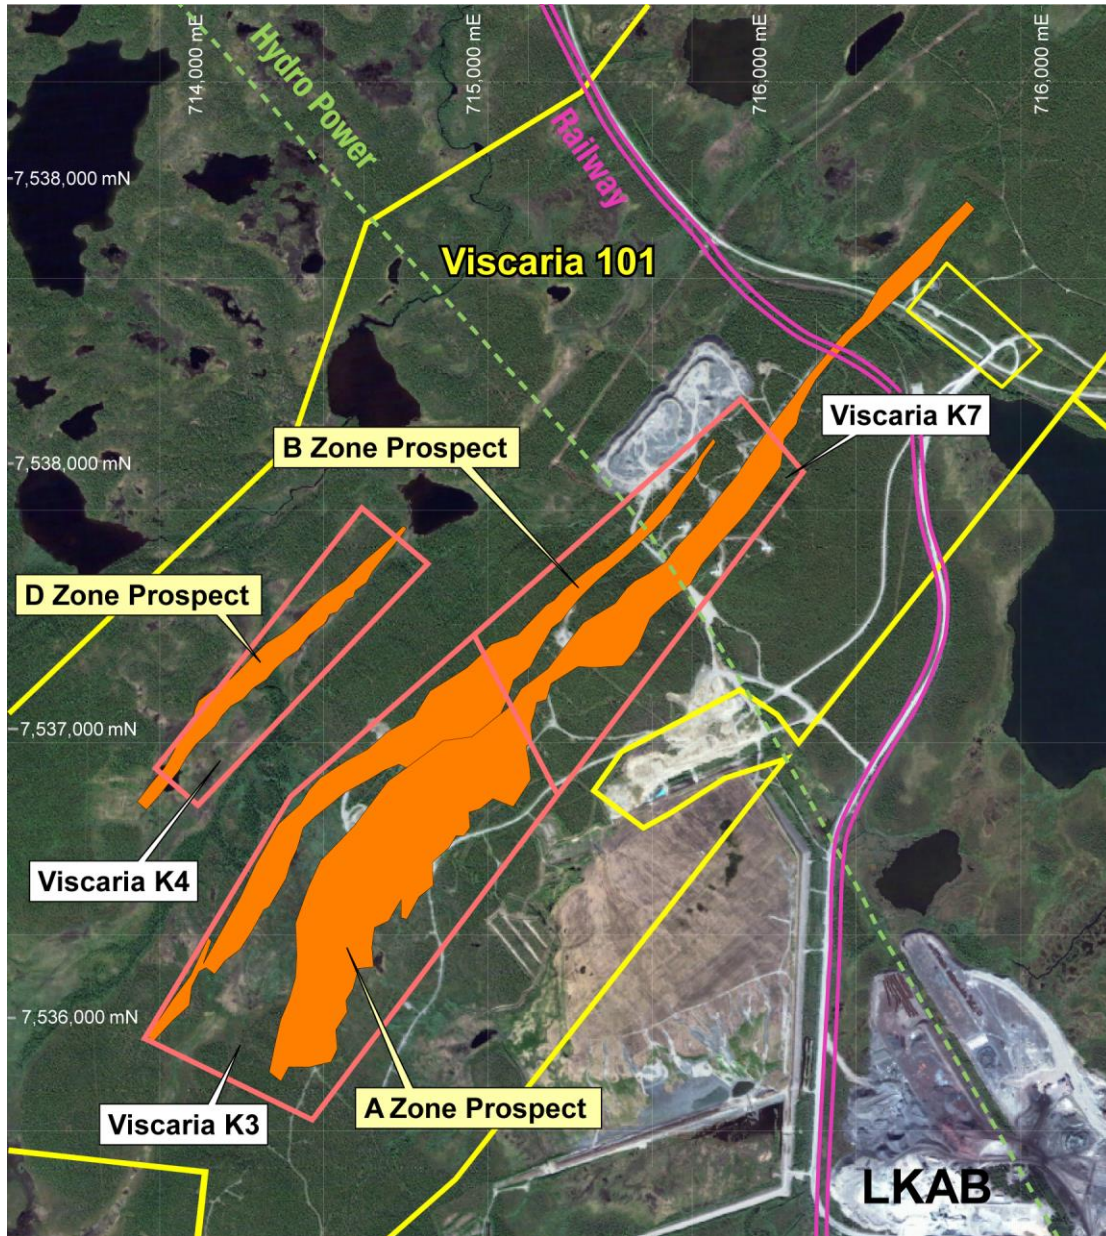 714,000 mE
715,000 mE
716,000 mE
716,000 mE
Hydro Power
Railway
7,538,000 mN
Viscaria 101
Viscaria K7
B Zone Prospect
7,538,000 mN
D Zone Prospect
7,537,000 mN
Viscaria K4
7,536,000 mN
Viscaria K3
A Zone Prospect
LKAB